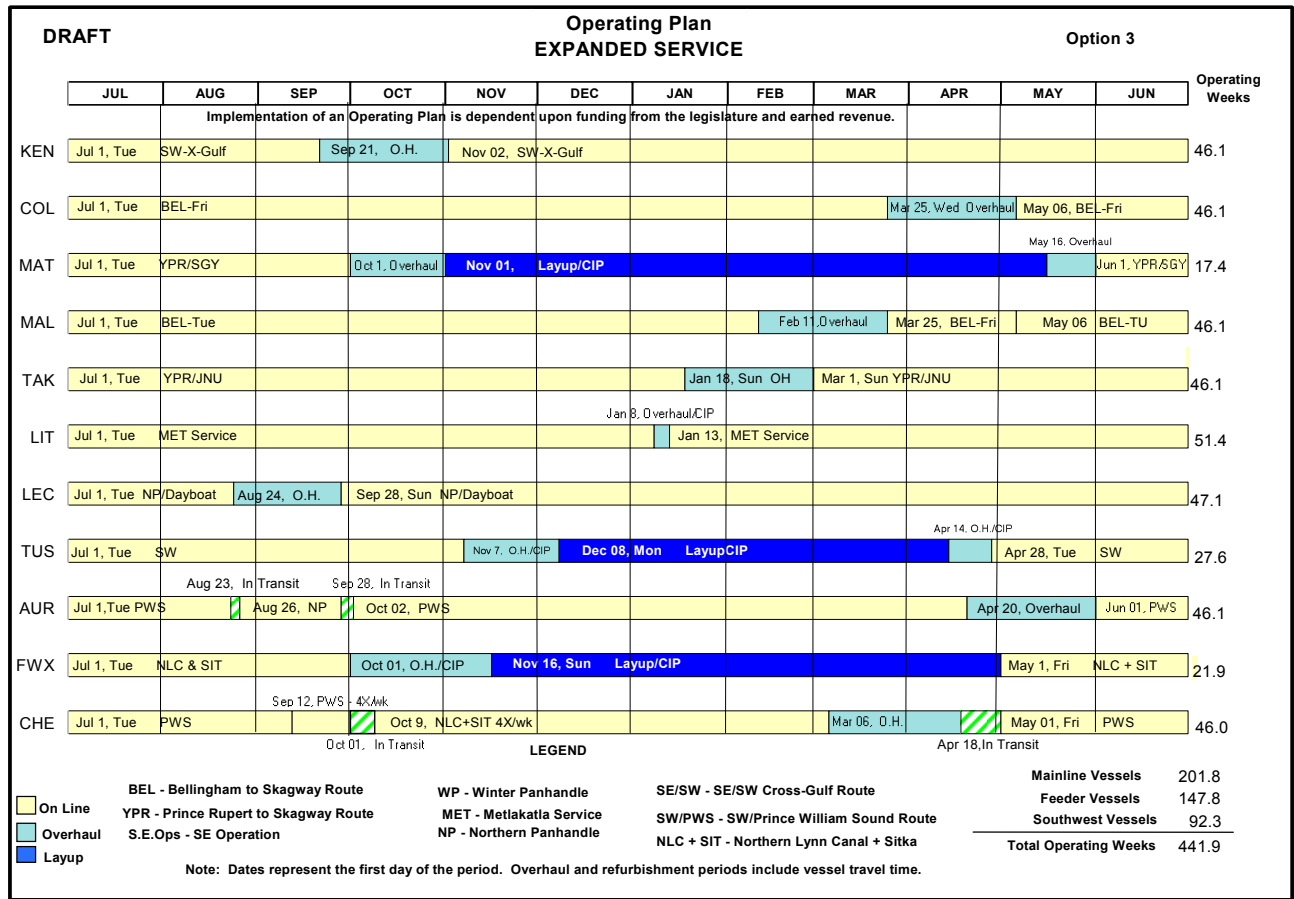 DRAFT
Operating Plan
EXPANDED SERVICE
Option 3
Operating
Weeks
JUL AUG SEP OCT NOV DEC JAN FEB MAR APR MAY JUN
Implementation of an Operating Plan is dependent upon funding from the legislature and earned revenue.
KEN Jul 1, Tue SW-X-Gulf Sep 21, O.H. Nov 02, SW-X-Gulf 46.1
COL Jul 1, Tue BEL-Fri Mar 25, Wed Overhaul May 06, BEL-Fri 46.1
May 16, Overhaul
MAT Jul 1, Tue YPR/SGY Oct 1, Overhaul Nov 01, Layup/CIP Jun 1, YPR/SGY 17.4
MAL Jul 1, Tue BEL-Tue Feb 11,Overhaul Mar 25, BEL-Fri May 06 BEL-TU 46.1
TAK Jul 1, Tue YPR/JNU Jan 18, Sun OH Mar 1, Sun YPR/JNU 46.1
Jan 8, Overhaul/CIP
LIT Jul 1, Tue MET Service Jan 13, MET Service 51.4
LEC Jul 1, Tue NP/Dayboat Aug 24, O.H. Sep 28, Sun NP/Dayboat 47.1
Apr 14, O.H./CIP
TUS Jul 1, Tue SW Nov 7, O.H./CIP Dec 08, Mon LayupCIP Apr 28, Tue SW 27.6
Aug 23, In Transit Sep 28, In Transit
AUR Jul 1,Tue PWS Aug 26, NP Oct 02, PWS Apr 20, Overhaul Jun 01, PWS 46.1
FWX Jul 1, Tue NLC & SIT Oct 01, O.H./CIP Nov 16, Sun Layup/CIP May 1, Fri NLC + SIT 21.9
Sep 12, PWS - 4X/wk
CHE Jul 1, Tue PWS Oct 9, NLC+SIT 4X/wk Mar 06, O.H. May 01, Fri PWS 46.0
Oct 01, In Transit
Apr 18,In Transit
LEGEND
On Line
Overhaul
Layup
BEL - Bellingham to Skagway Route
YPR - Prince Rupert to Skagway Route
S.E.Ops - SE Operation
WP - Winter Panhandle
MET - Metlakatla Service
NP - Northern Panhandle
SE/SW - SE/SW Cross-Gulf Route
SW/PWS - SW/Prince William Sound Route
NLC + SIT - Northern Lynn Canal + Sitka
Mainline Vessels 201.8
Feeder Vessels 147.8
Southwest Vessels 92.3
Total Operating Weeks 441.9
Note: Dates represent the first day of the period. Overhaul and refurbishment periods include vessel travel time.